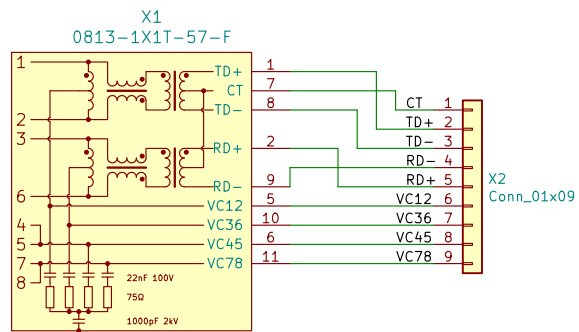 X1
0813-1X1T-57-F
1 TD+ 1
CT 7 CT 1
2 TD- 8 TD+ 2
3 TD- 3
RD+ 2 RD- 4
6 RD- 9 RD+ 5 X2
VC12 5 VC12 6 Conn_01x09
4 VC36 10 VC36 7
5 VC45 6 VC45 8
7 VC78 11 VC78 9
8 22nF 100V
75Ω
1000pF 2kV